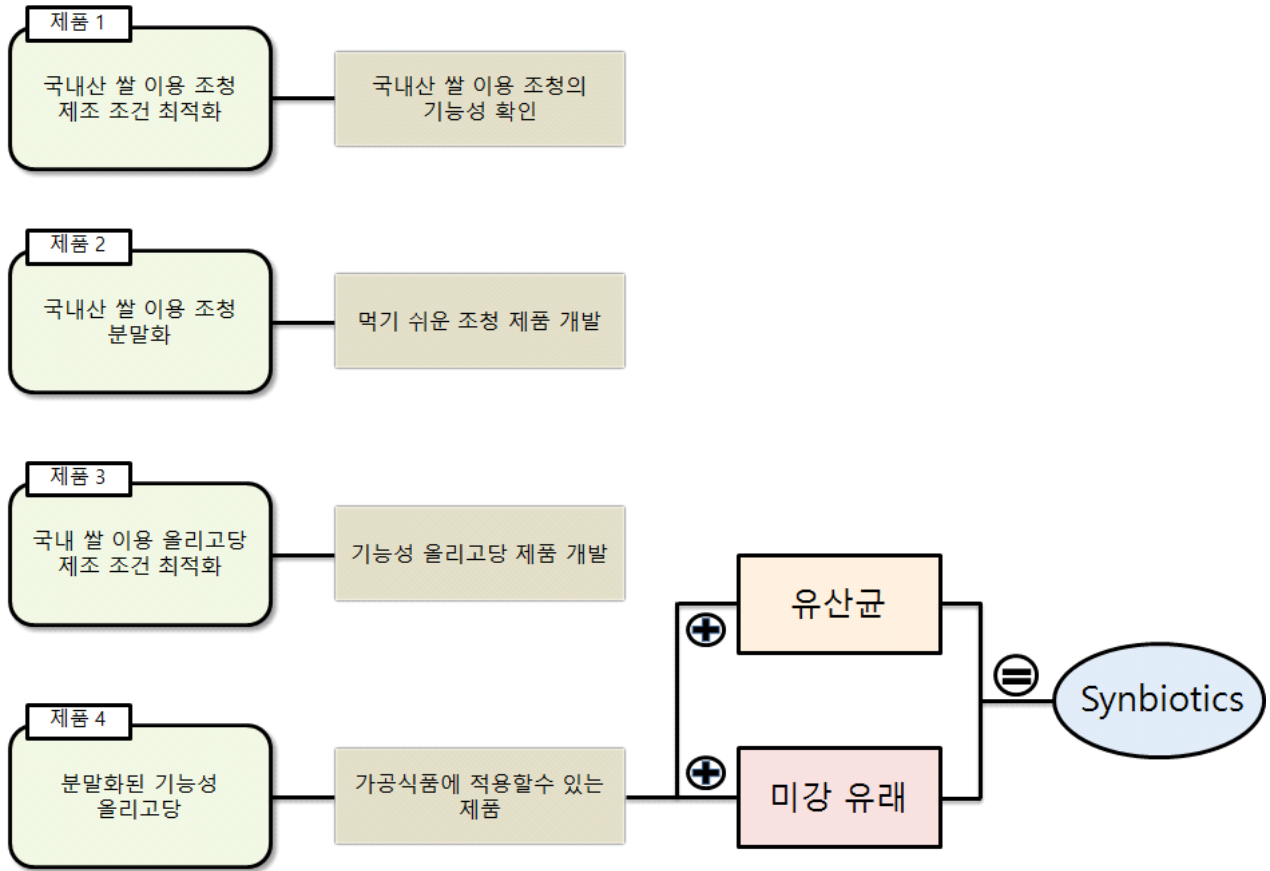 제품 1
국내산 쌀 이용 조청
제조 조건 최적화
국내산 쌀 이용 조청의
기능성 확인
제품 2
국내산 쌀 이용 조청
분말화
먹기 쉬운 조청 제품 개발
제품 3
국내 쌀 이용 올리고당
제조 조건 최적화
기능성 올리고당 제품 개발
유산균
Synbiotics
제품 4
분말화된 기능성
올리고당
가공식품에 적용할수 있는
제품
미강 유래